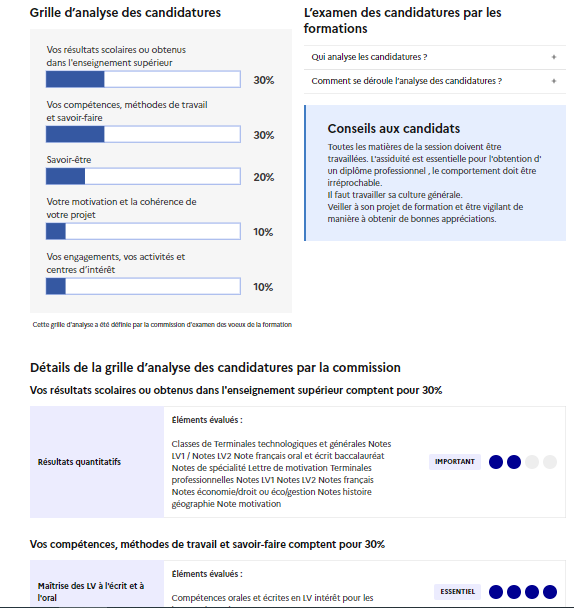 Grille d'analyse des candidatures
Vos résultats scolaires ou obtenus
dans l'enseignement supérieur
30%
Vos compétences, méthodes de travail
et savoir-faire
30%
Savoir-être
20%
Votre motivation et la cohérence de
votre projet
10%
Vos engagements, vos activités et
centres d'intérêt
10%
Cette grille d'analyse a été définie par la commission d'examen des voeux de la formation
L'examen des candidatures par les
formations
Qui analyse les candidatures ? +
Comment se déroule l'analyse des candidatures ? +
Conseils aux candidats
Toutes les matières de la session doivent être
travaillées. L'assiduité est essentielle pour l'obtention d'
un diplôme professionnel , le comportement doit être
irréprochable.
Il faut travailler sa culture générale.
Veiller à son projet de formation et être vigilant de
manière à obtenir de bonnes appréciations.
Détails de la grille d'analyse des candidatures par la commission
Vos résultats scolaires ou obtenus dans l'enseignement supérieur comptent pour 30%
Résultats quantitatifs
Éléments évalués :
Classes de Terminales technologiques et générales Notes
LV1 / Notes LV2 Note français oral et écrit baccalauréat
Notes de spécialité Lettre de motivation Terminales
professionnelles Notes LV1 Notes LV2 Notes français
Notes économie/droit ou éco/gestion Notes histoire
géographie Note motivation
IMPORTANT
Vos compétences, méthodes de travail et savoir-faire comptent pour 30%
Maîtrise des LV à l'écrit et à
l'oral
Éléments évalués :
Compétences orales et écrites en LV intérêt pour les
ESSENTIEL